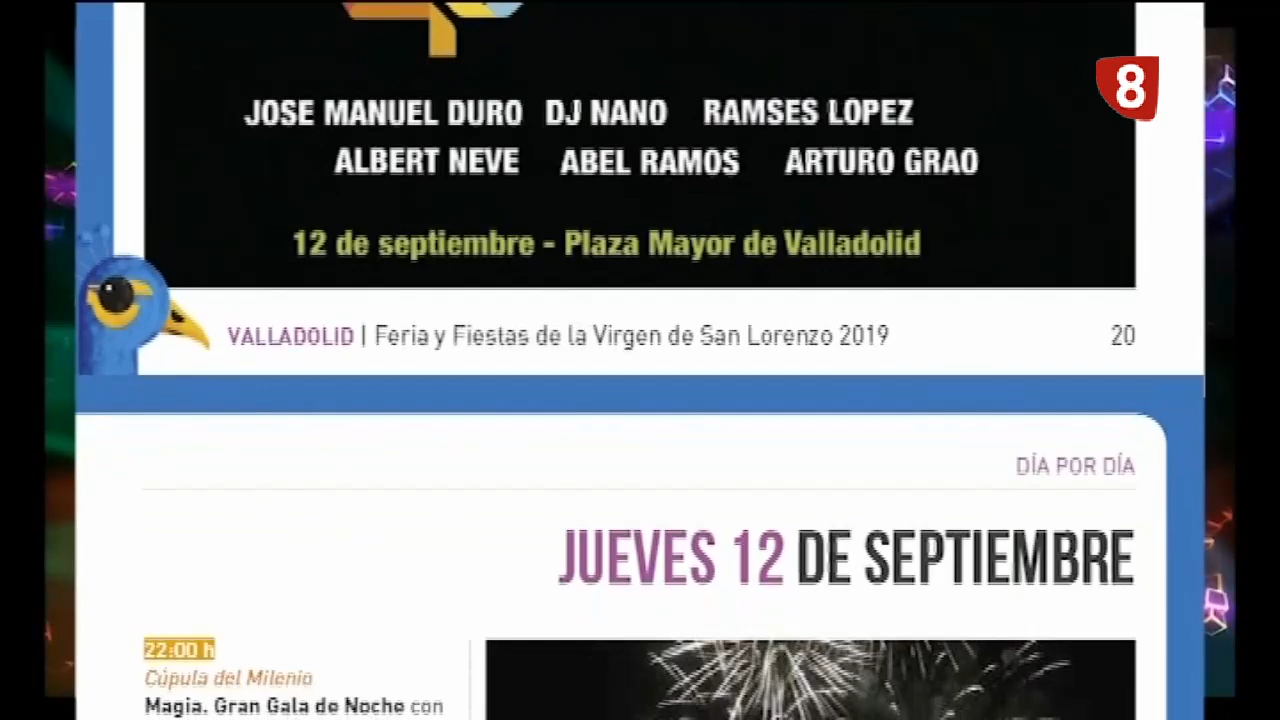 8
JOSE MANUEL DURO DJ NANO RAMSES LOPEZ
ALBERT NEVE ABEL RAMOS ARTURO GRAO
12 de septiembre - Plaza Mayor de Valladolid
VALLADOLID | Feria y Fiestas de la Virgen de San Lorenzo 2019 20
DÍA POR DÍA
JUEVES 12 DE SEPTIEMBRE
22:00 h
Cúpula del Milenio
Magia. Gran Gala de Noche con